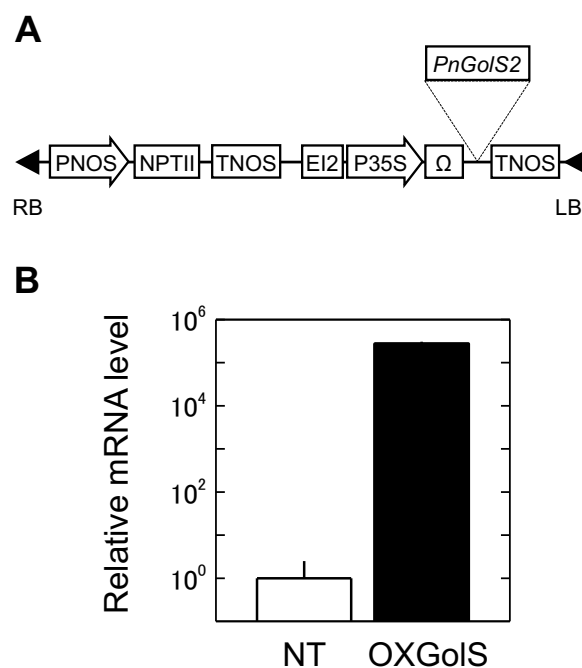 A
PnGolS2
PNOS NPTII TNOS EI2 P35S Ω TNOS
RB LB
B
Relative mRNA level
10^6
10^4
10^2
10^0
NT OXGolS